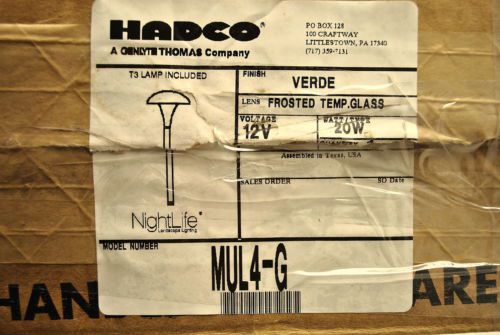 HADCO®
A GENLYTE THOMAS Company
PO BOX 128
100 CRAFTWAY
LITTLESTOWN, PA 17340
(717) 359-7131
T3 LAMP INCLUDED
FINISH
VERDE
LENS FROSTED TEMP.GLASS
VOLTAGE
12V
20W
Assembled in Texas, USA
SALES ORDER
SO Date
NightLife®
Landscape Lighting
MODEL NUMBER
MUL4-G
HAN
ARE